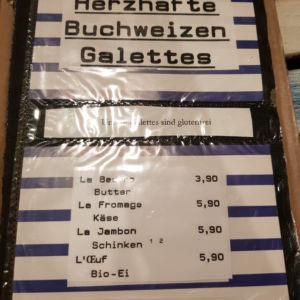 Herzhafte
Buchweizen
Galettes
Galettes sind glutenfrei
La 3,90
Butter
La Fromage 5,90
Käse
La Jambon 5,90
Schinken 1 2
L'Œuf 5,90
Bio-Ei